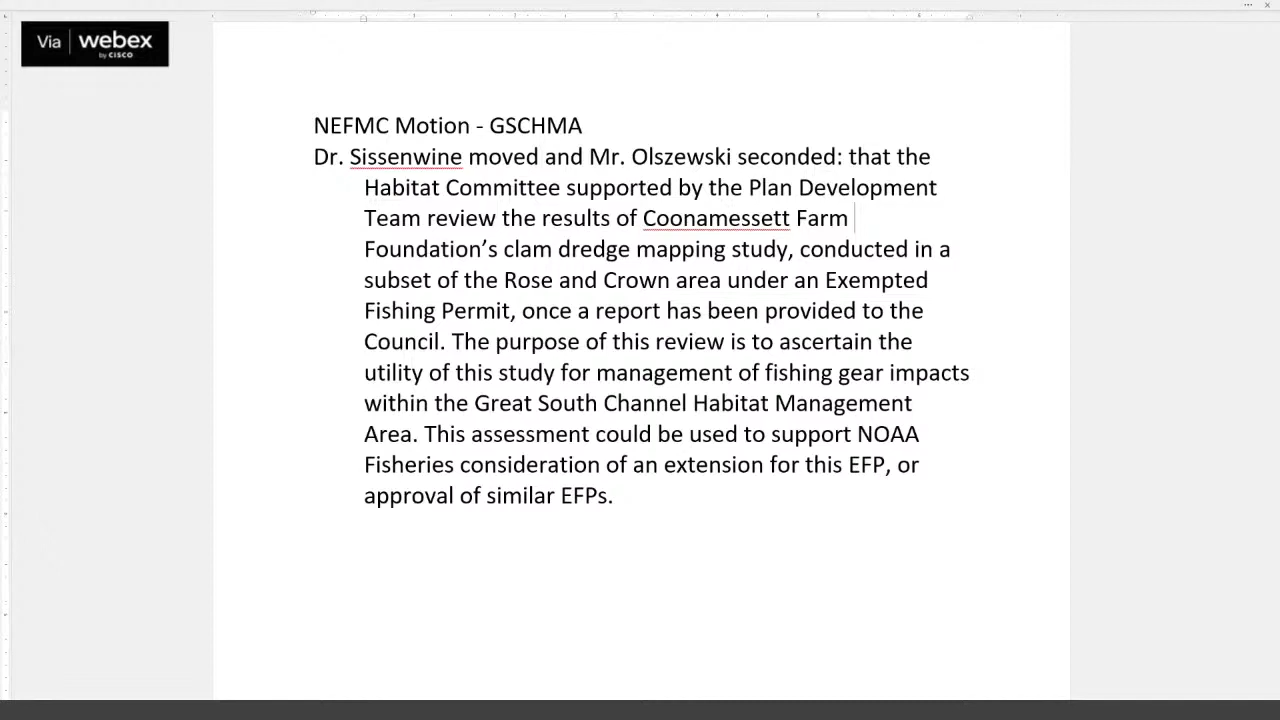 Via webex
by CISCO
NEFMC Motion - GSCHMA
Dr. Sissenwine moved and Mr. Olszewski seconded: that the
Habitat Committee supported by the Plan Development
Team review the results of Coonamessett Farm
Foundation’s clam dredge mapping study, conducted in a
subset of the Rose and Crown area under an Exempted
Fishing Permit, once a report has been provided to the
Council. The purpose of this review is to ascertain the
utility of this study for management of fishing gear impacts
within the Great South Channel Habitat Management
Area. This assessment could be used to support NOAA
Fisheries consideration of an extension for this EFP, or
approval of similar EFPs.